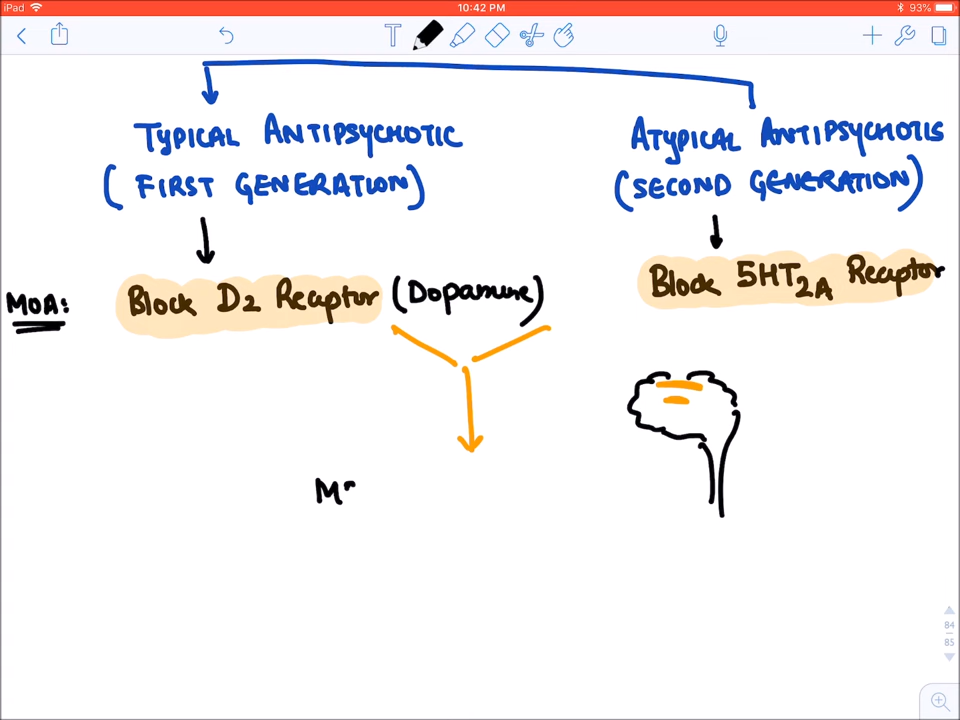 iPad 10:42 PM 93%
T
TYPICAL ANTIPSYCHOTIC
ATYPICAL ANTIPSYCHOTIS
(FIRST GENERATION)
(SECOND GENERATION)
MOA:
Block D2 Receptor (Dopamine)
Block 5HT2A Receptor
M
84
85